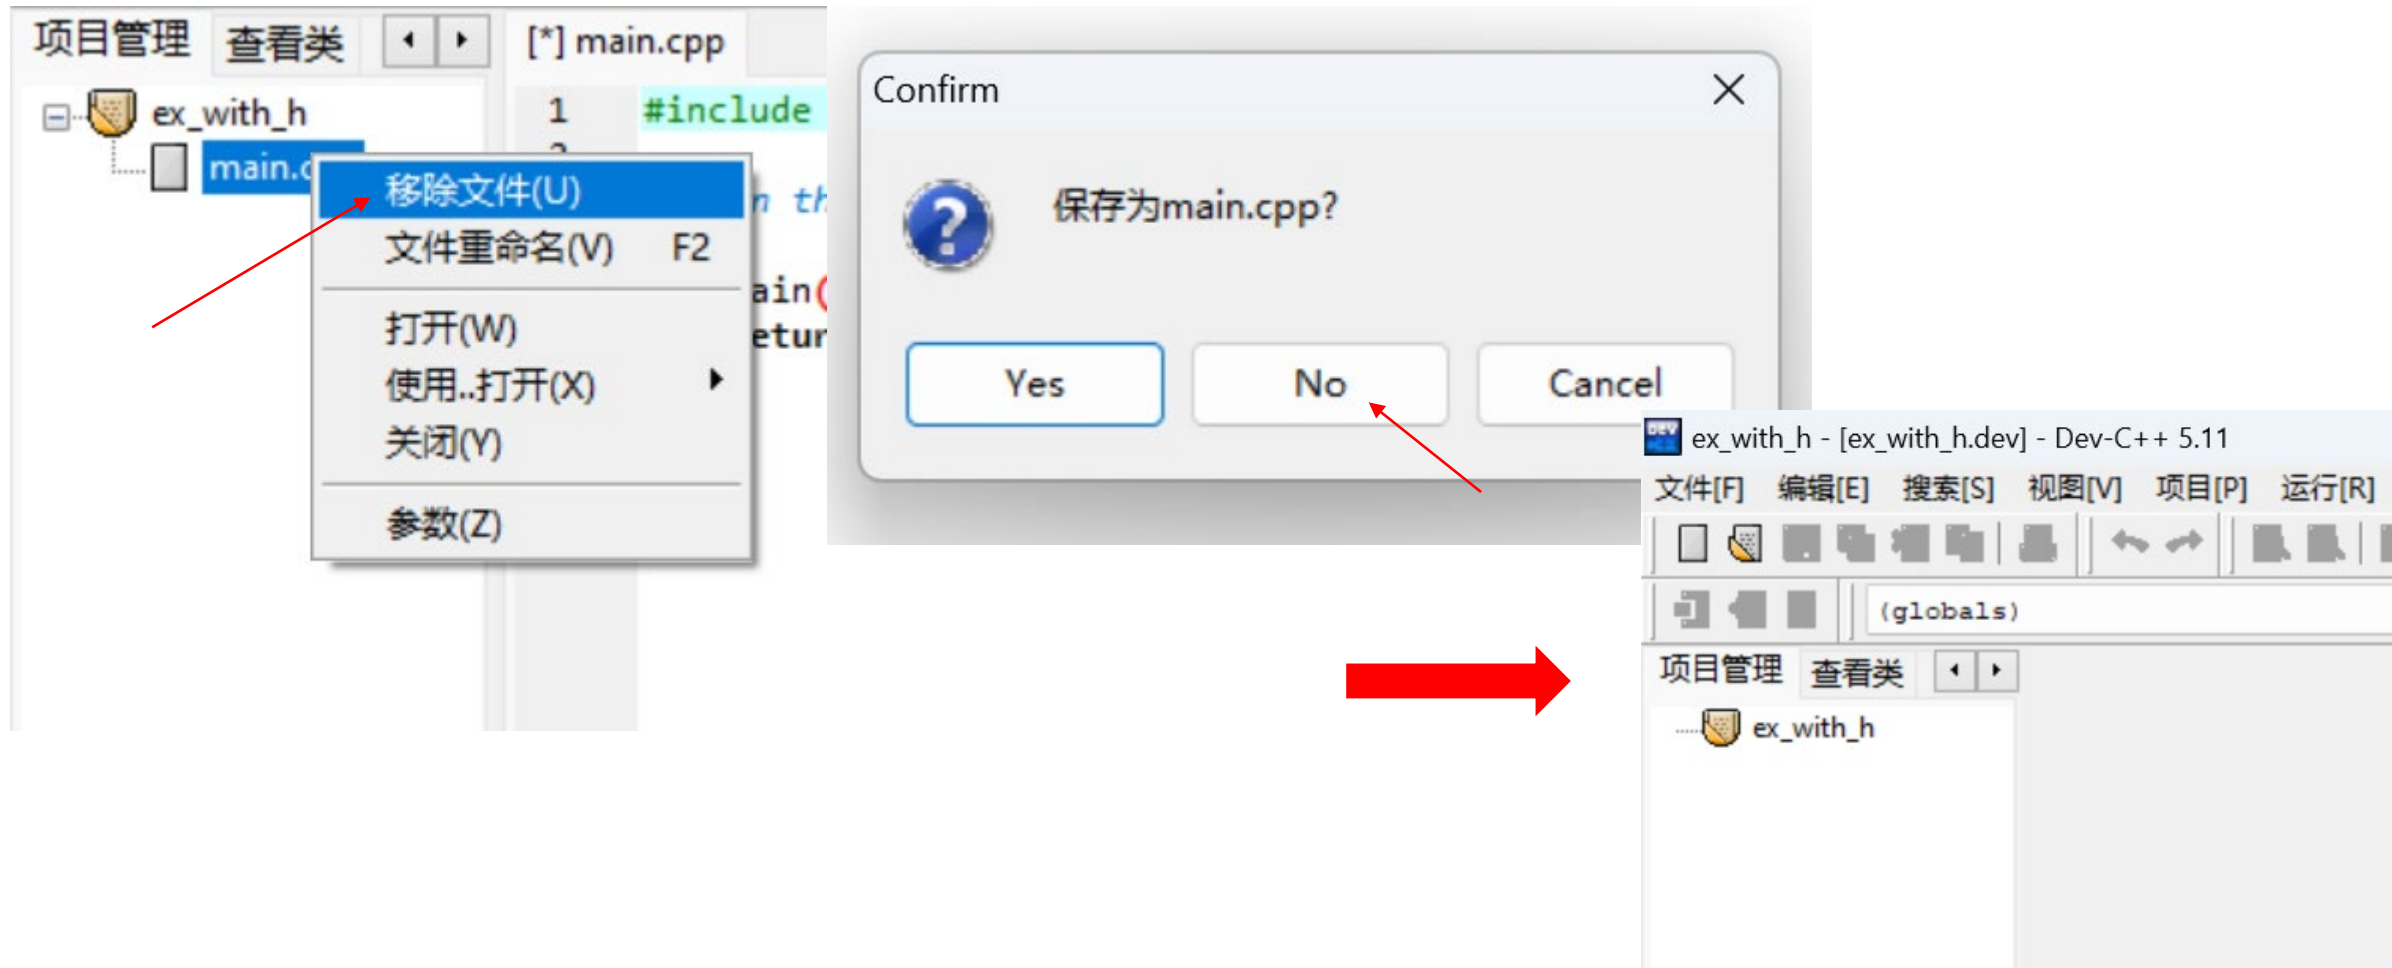 项目管理 查看类
[*] main.cpp
ex_with_h
1 #include
移除文件(U)
文件重命名(V) F2
打开(W)
使用..打开(X)
关闭(Y)
参数(Z)
Confirm
保存为main.cpp?
Yes No Cancel
ex_with_h - [ex_with_h.dev] - Dev-C++ 5.11
文件[F] 编辑[E] 搜索[S] 视图[V] 项目[P] 运行[R]
(globals)
项目管理 查看类
ex_with_h